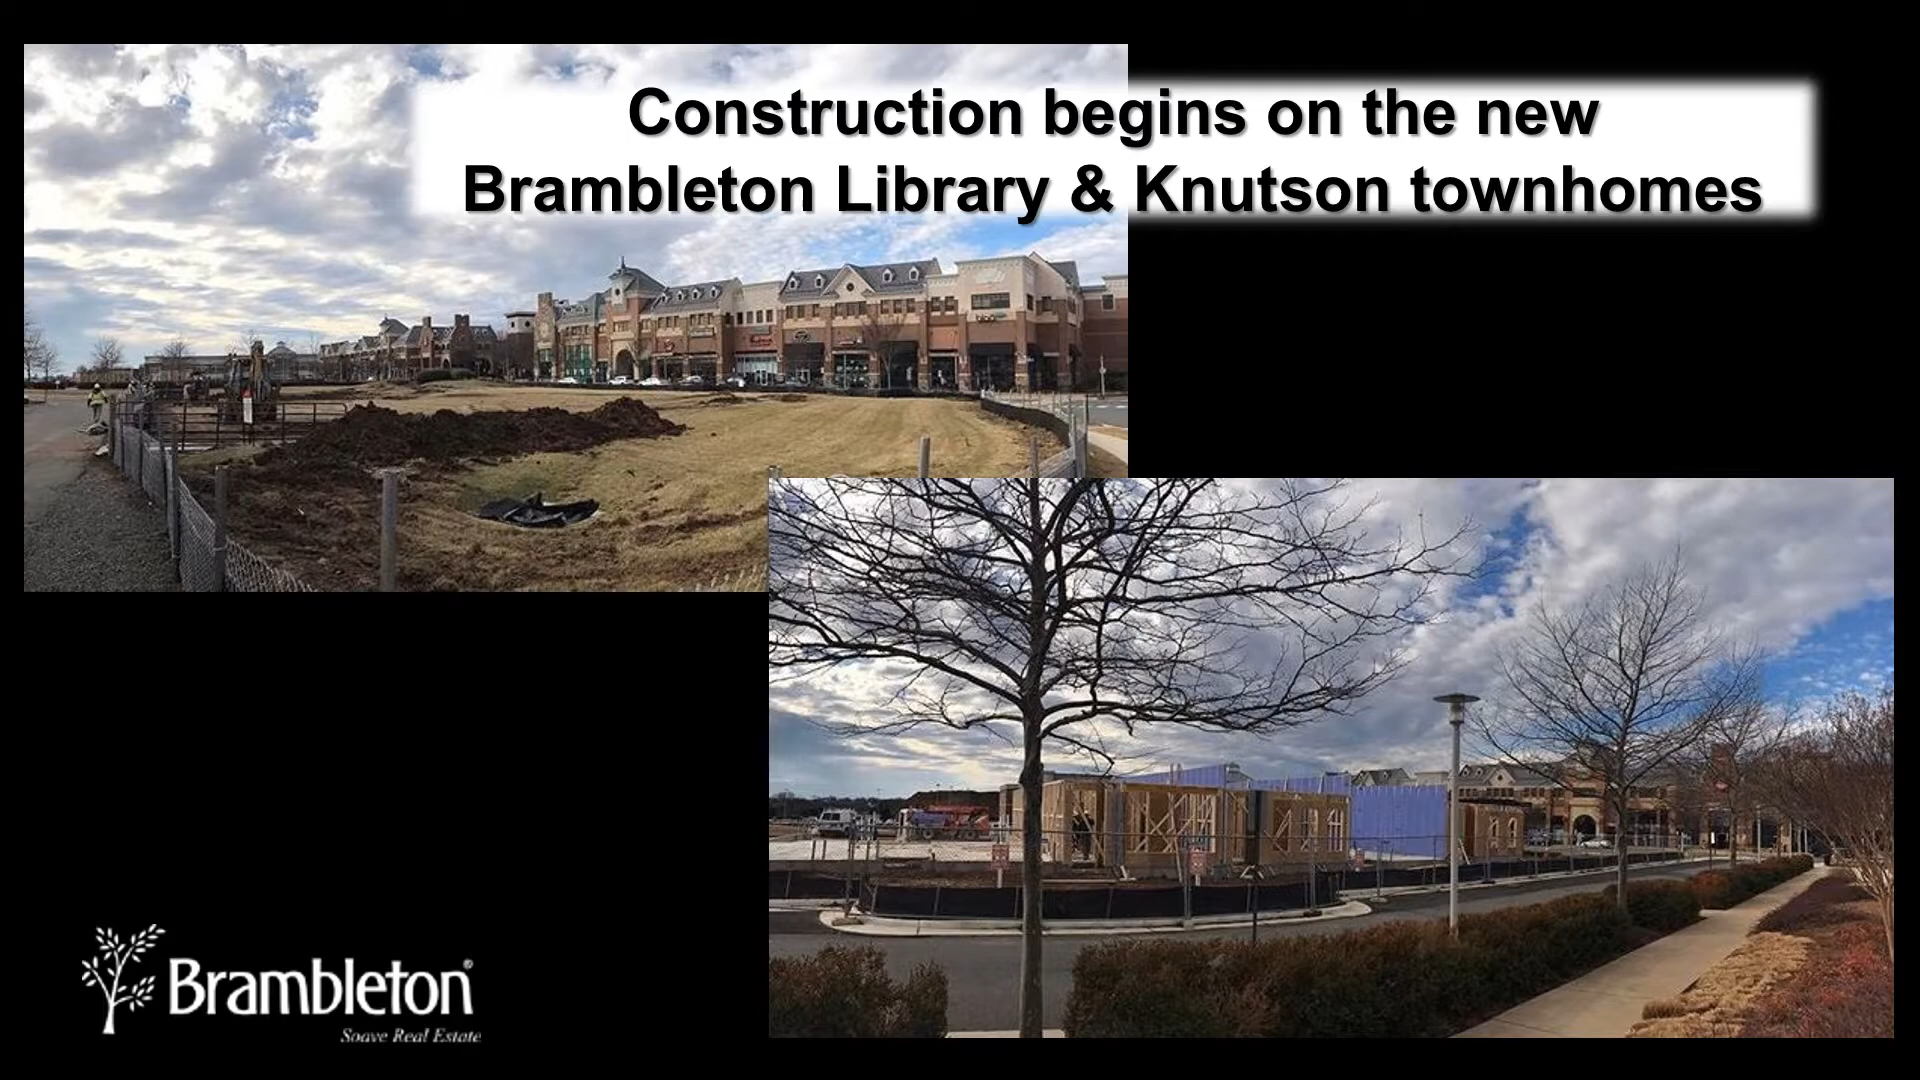 Construction begins on the new
Brambleton Library & Knutson townhomes
Brambleton®
Soave Real Estate